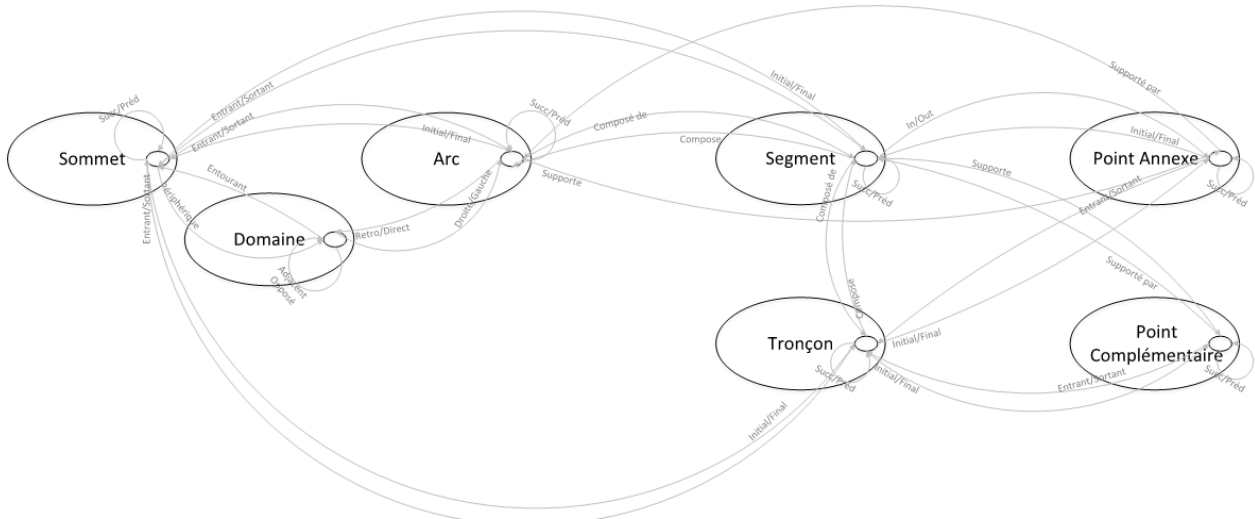 Supporté par
Initial/Final
Succ/Préd
Entrant/Sortant
Succ/Préd
Composé de
In/Out
Entrant/Sortant
Initial/Final
Compose
Initial/Final
Sommet
Arc
Segment
Point Annexe
Entourant
Supporte
Supporte
Succ/Préd
Succ/Préd
Périphérique
Droite/Gauche
Composé de
Entrant/Sortant
Entrant/Sortant
Domaine
Retro/Direct
Adjacent
Opposé
Supporté par
Compose
Tronçon
Initial/Final
Point
Complémentaire
Succ/Préd
Initial/Final
Entrant/Sortant
Succ/Préd
Initial/Final